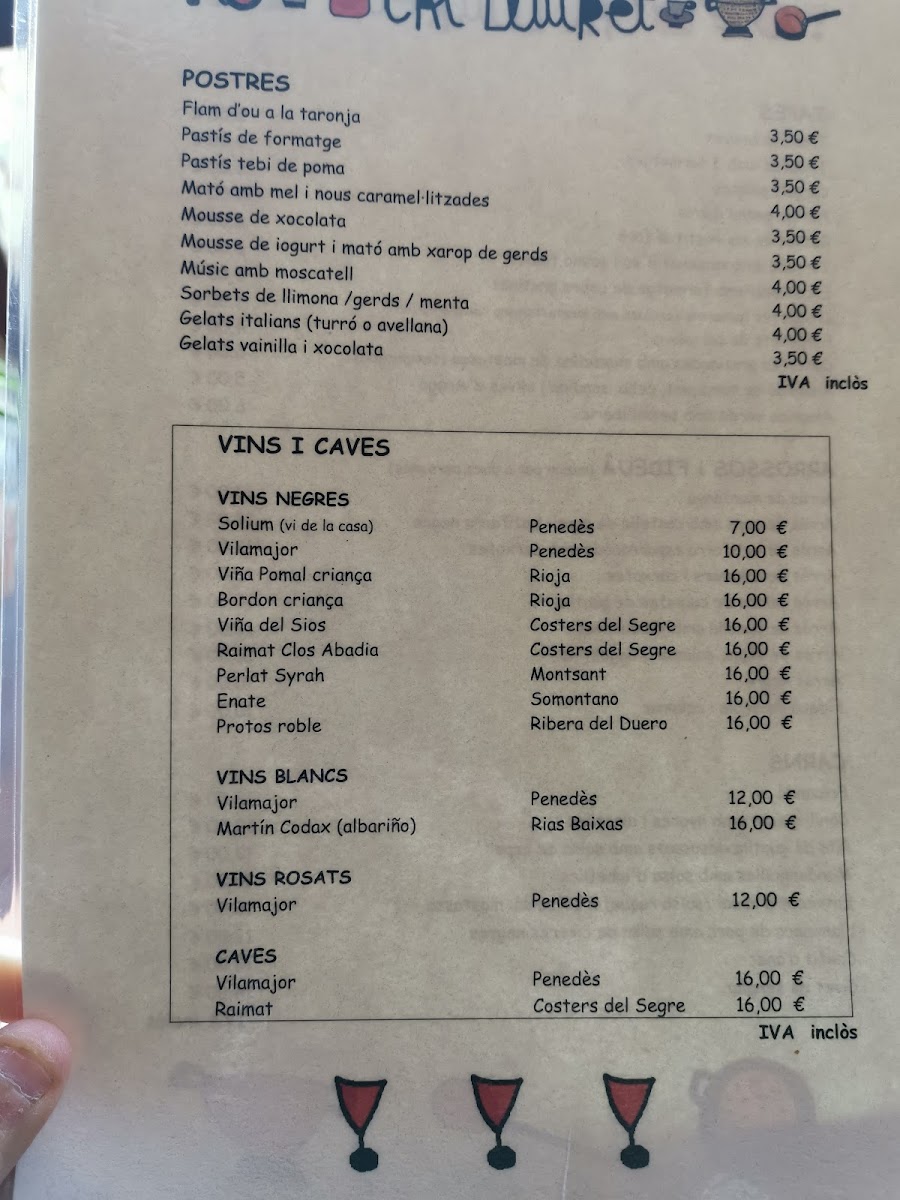 POSTRES
Flam d'ou a la taronja 3,50 €
Pastís de formatge 3,50 €
Pastís tebi de poma 3,50 €
Mató amb mel i nous caramel·litzades 4,00 €
Mousse de xocolata 3,50 €
Mousse de iogurt i mató amb xarop de gerds 3,50 €
Músic amb moscatell 4,00 €
Sorbets de llimona /gerds / menta 4,00 €
Gelats italians (turró o avellana) 4,00 €
Gelats vainilla i xocolata 3,50 €
IVA inclòs
VINS I CAVES
VINS NEGRES
Solium (vi de la casa) Penedès 7,00 €
Vilamajor Penedès 10,00 €
Viña Pomal criança Rioja 16,00 €
Bordon criança Rioja 16,00 €
Viña del Sios Costers del Segre 16,00 €
Raimat Clos Abadia Costers del Segre 16,00 €
Perlat Syrah Montsant 16,00 €
Enate Somontano 16,00 €
Protos roble Ribera del Duero 16,00 €
VINS BLANCS
Vilamajor Penedès 12,00 €
Martín Codax (albariño) Rias Baixas 16,00 €
VINS ROSATS
Vilamajor Penedès 12,00 €
CAVES
Vilamajor Penedès 16,00 €
Raimat Costers del Segre 16,00 €
IVA inclòs